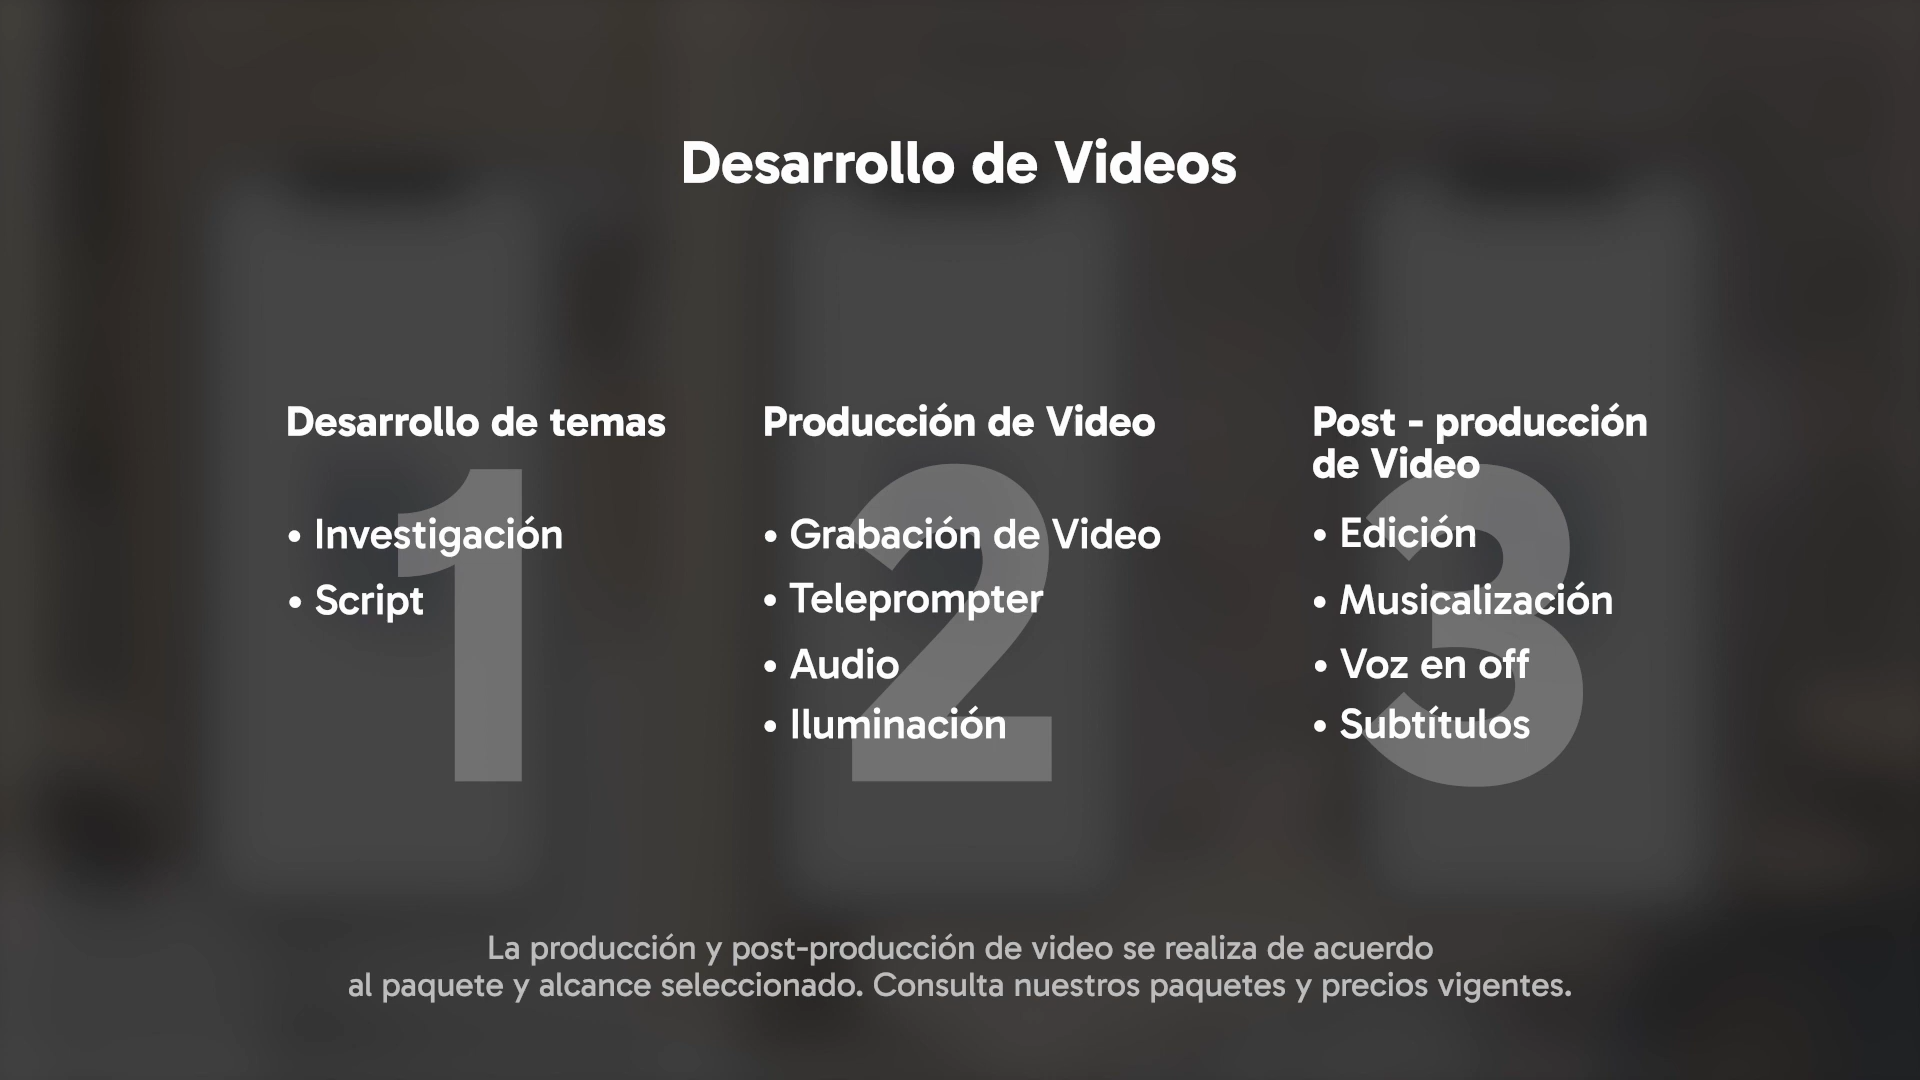 Desarrollo de Videos
Desarrollo de temas
1
• Investigación
• Script
Producción de Video
2
• Grabación de Video
• Teleprompter
• Audio
• Iluminación
Post - producción
de Video
3
• Edición
• Musicalización
• Voz en off
• Subtítulos
La producción y post-producción de video se realiza de acuerdo
al paquete y alcance seleccionado. Consulta nuestros paquetes y precios vigentes.